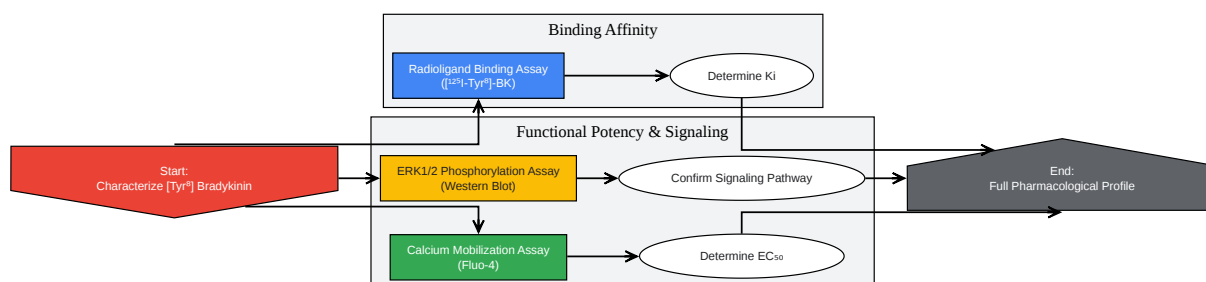 Binding Affinity
Radioligand Binding Assay
([¹²⁵I-Tyr⁸]-BK)
Determine Ki
Functional Potency & Signaling
Start:
Characterize [Tyr⁸] Bradykinin
ERK1/2 Phosphorylation Assay
(Western Blot)
Confirm Signaling Pathway
End:
Full Pharmacological Profile
Calcium Mobilization Assay
(Fluo-4)
Determine EC₅₀